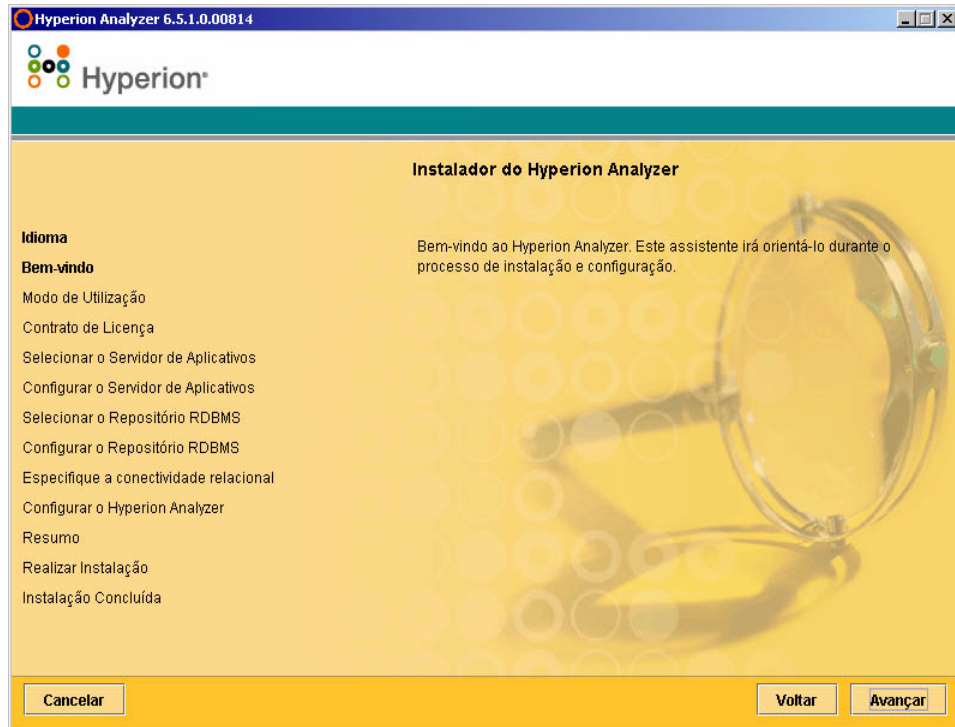 Hyperion Analyzer 6.5.1.0.00814
Hyperion®
Instalador do Hyperion Analyzer
Bem-vindo ao Hyperion Analyzer. Este assistente irá orientá-lo durante o
processo de instalação e configuração.
Idioma
Bem-vindo
Modo de Utilização
Contrato de Licença
Selecionar o Servidor de Aplicativos
Configurar o Servidor de Aplicativos
Selecionar o Repositório RDBMS
Configurar o Repositório RDBMS
Especifique a conectividade relacional
Configurar o Hyperion Analyzer
Resumo
Realizar Instalação
Instalação Concluída
Cancelar
Voltar
Avançar